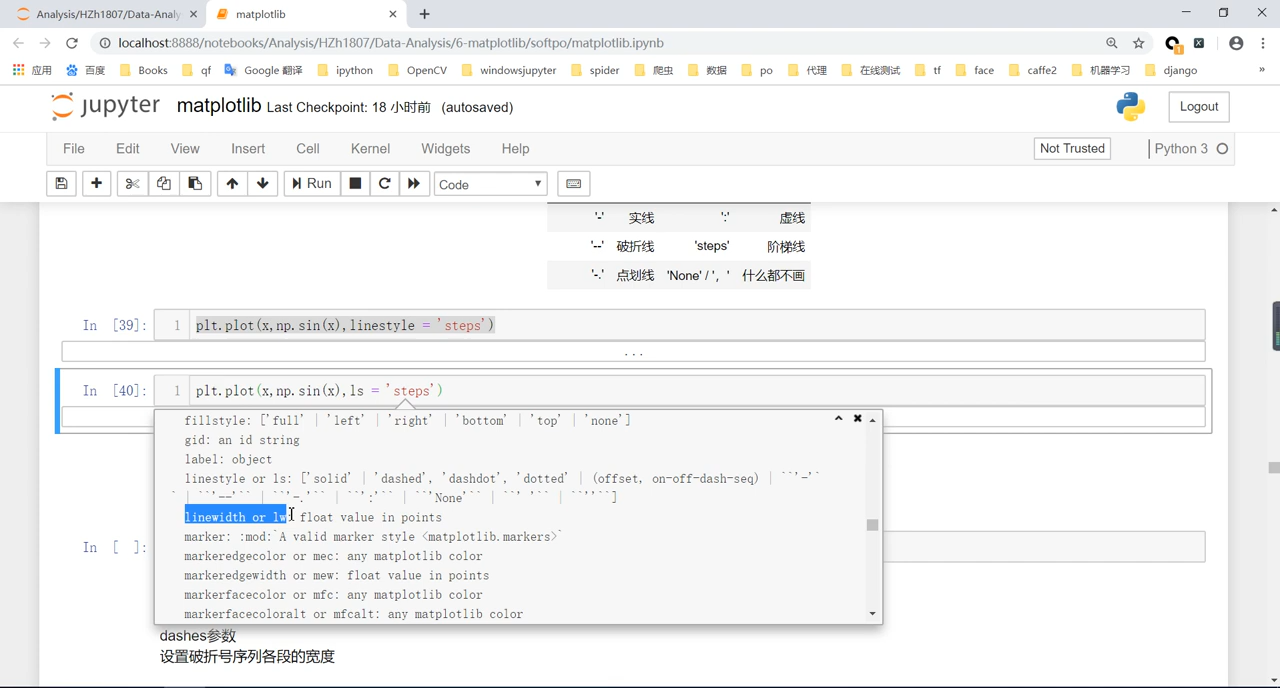 Analysis/HZh1807/Data-Analy
matplotlib
localhost:8888/notebooks/Analysis/HZh1807/Data-Analysis/6-matplotlib/softpo/matplotlib.ipynb
应用 百度 Books qf Google 翻译 ipython OpenCV windowsjupyter spider 爬虫 数据 po 代理 在线测试 tf face caffe2 机器学习 django »
jupyter matplotlib Last Checkpoint: 18 小时前 (autosaved)
Logout
File Edit View Insert Cell Kernel Widgets Help
Not Trusted
Python 3
Run
Code
'-' 实线 ':' 虚线
'--' 破折线 'steps' 阶梯线
'-.' 点划线 'None' / ', ' 什么都不画
In [39]: 1 plt.plot(x,np.sin(x),linestyle = 'steps')
...
In [40]: 1 plt.plot(x,np.sin(x),ls = 'steps')
fillstyle: ['full' | 'left' | 'right' | 'bottom' | 'top' | 'none']
gid: an id string
label: object
linestyle or ls: ['solid' | 'dashed', 'dashdot', 'dotted' | (offset, on-off-dash-seq) | ``'-'``
` | ``'--'`` | ``'-.'`` | ``':'`` | ``'None'`` | ``' '`` | ``''``]
linewidth or lw: float value in points
marker: :mod:`A valid marker style <matplotlib.markers>`
markeredgecolor or mec: any matplotlib color
markeredgewidth or mew: float value in points
markerfacecolor or mfc: any matplotlib color
markerfacecoloralt or mfcalt: any matplotlib color
In [ ]:
dashes参数
设置破折号序列各段的宽度